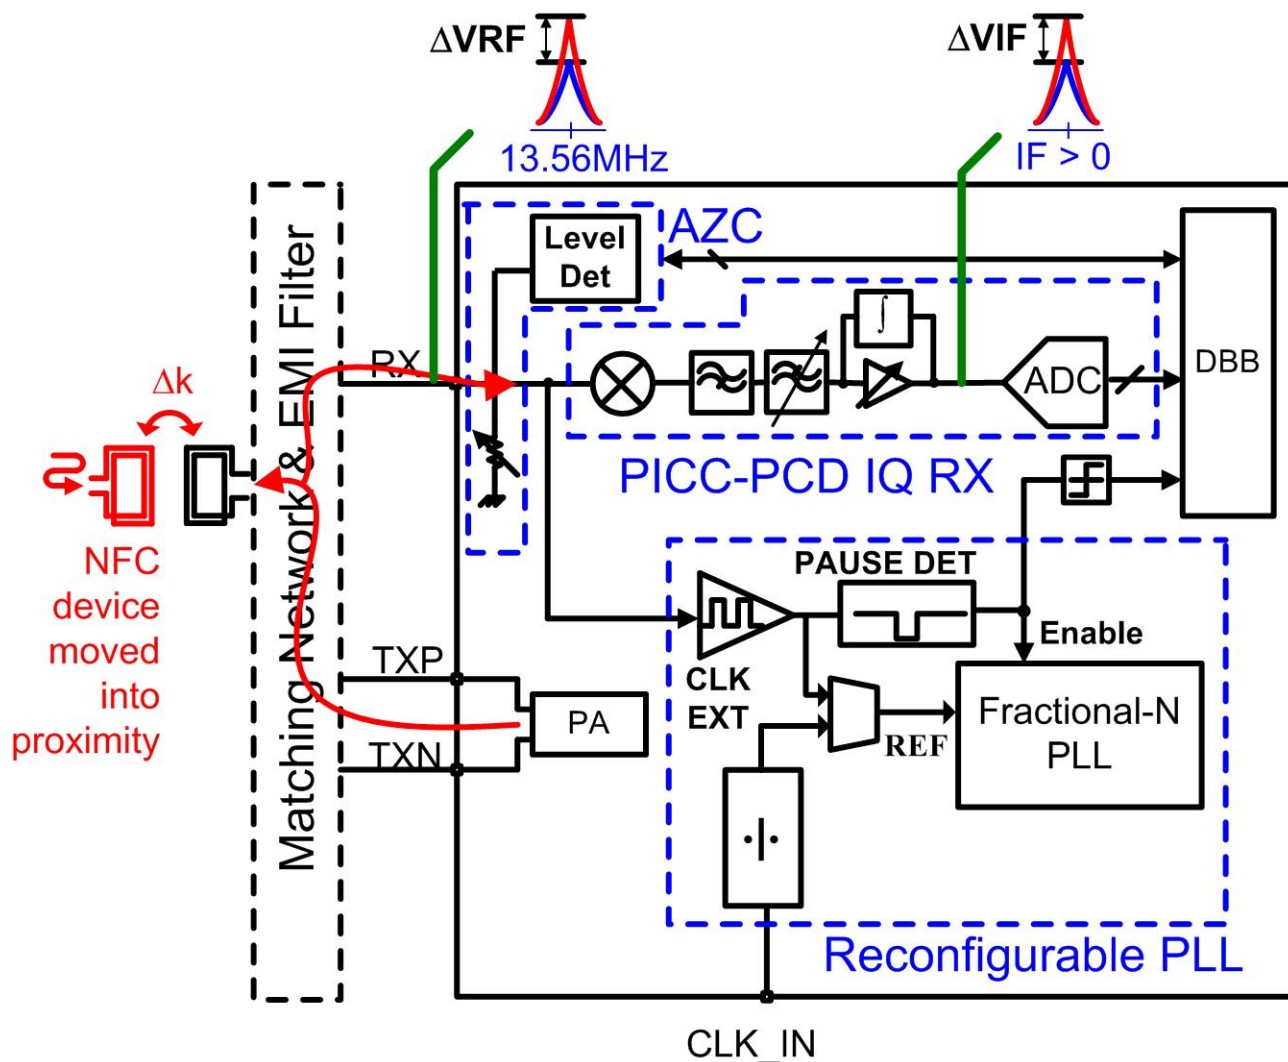 ΔVRF
ΔVIF
13.56MHz
IF > 0
Level
Det
AZC
Matching Network & EMI Filter
RX
∫
ADC
DBB
Δk
PICC-PCD IQ RX
NFC
device
moved
into
proximity
PAUSE DET
Enable
CLK
EXT
TXP
PA
TXN
REF
Fractional-N
PLL
Reconfigurable PLL
CLK_IN